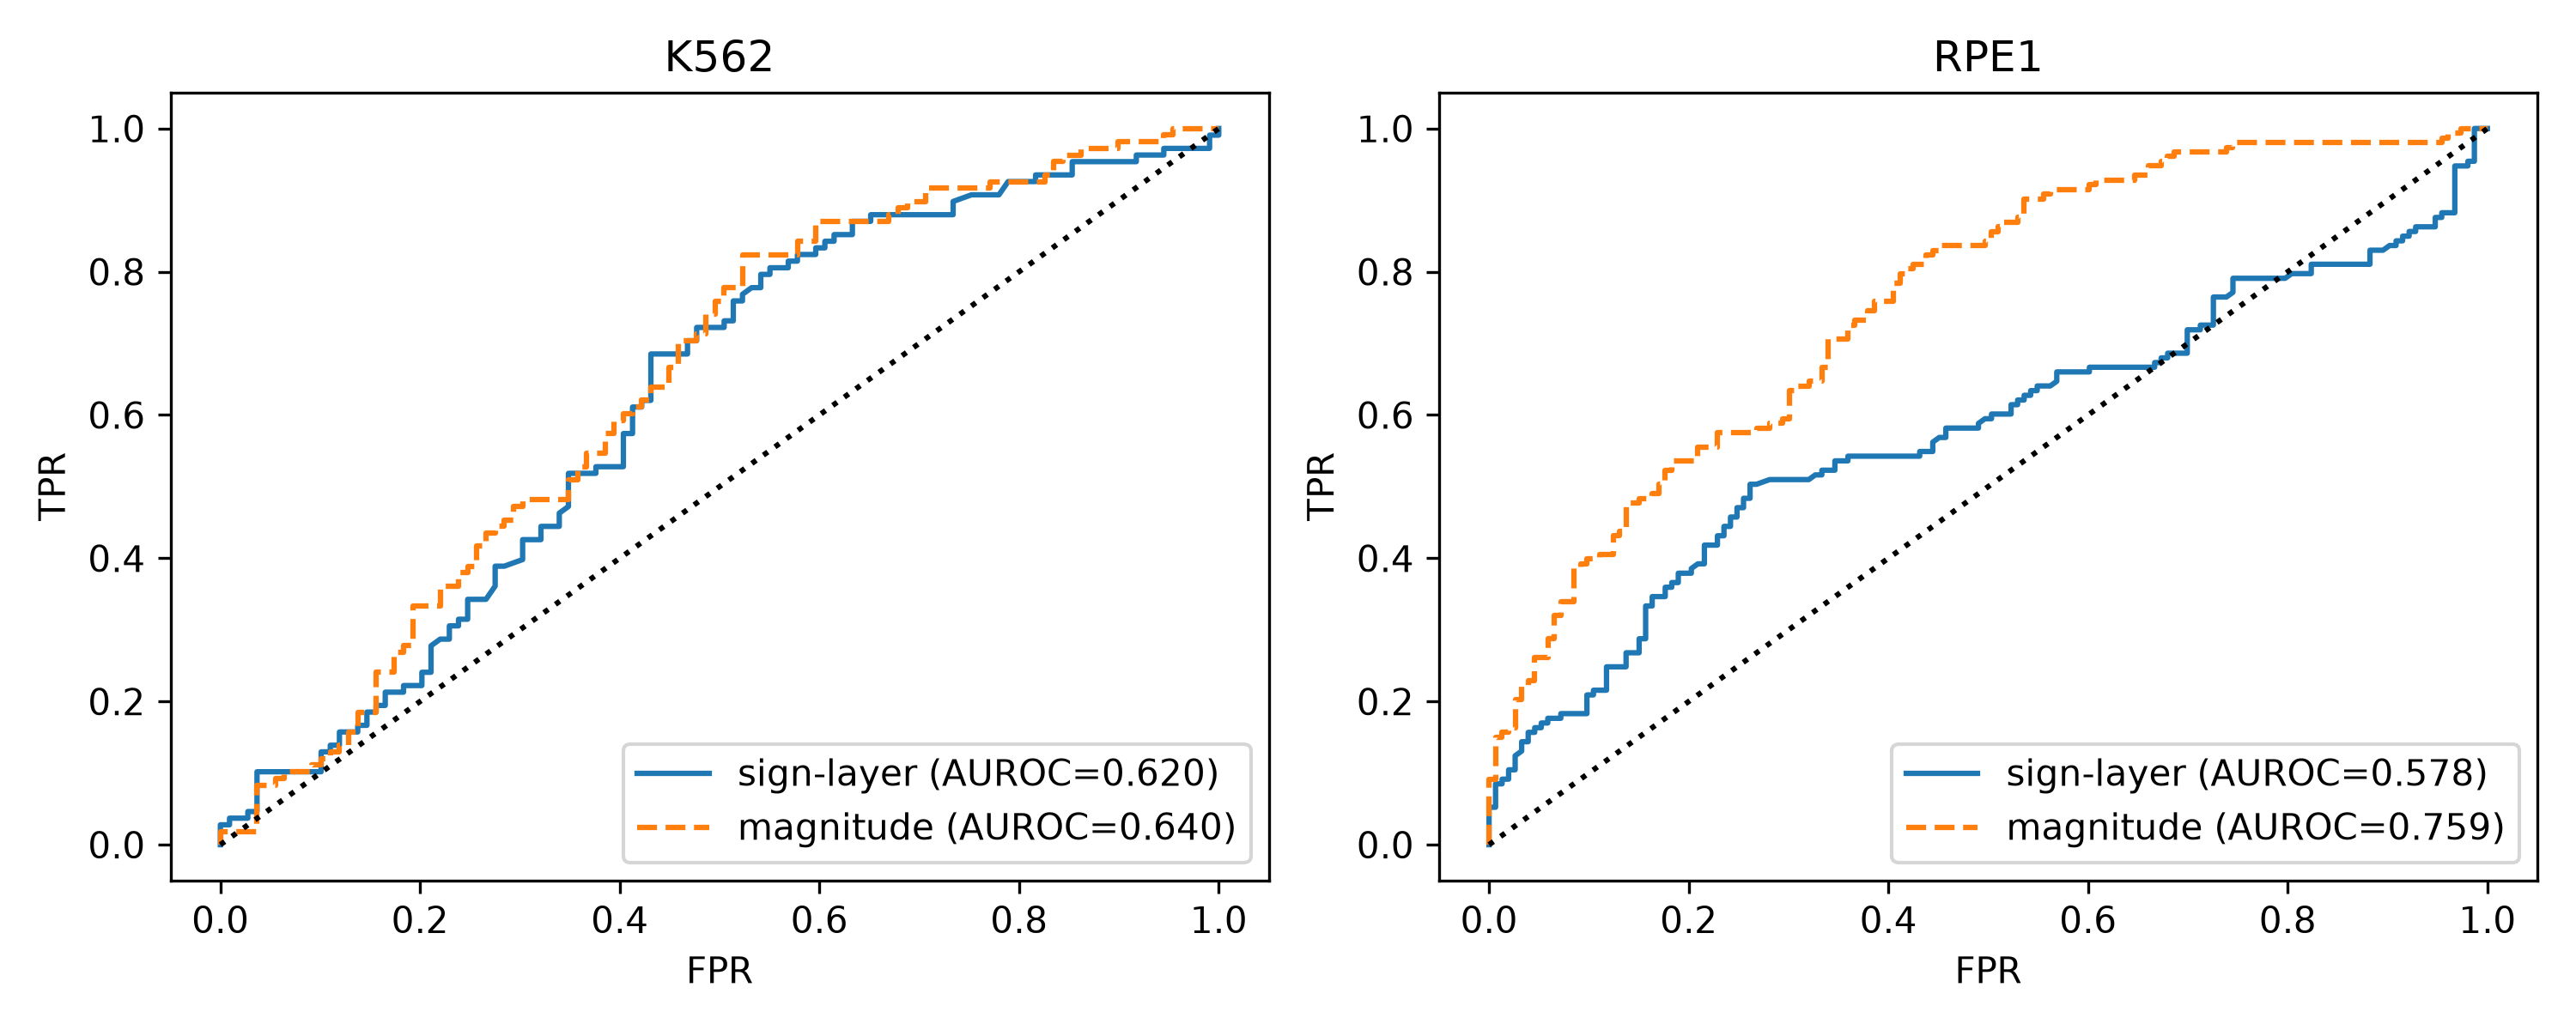 K562
1.0
0.8
0.6
0.4
0.2
0.0
TPR
0.0 0.2 0.4 0.6 0.8 1.0
FPR
sign-layer (AUROC=0.620)
magnitude (AUROC=0.640)
RPE1
1.0
0.8
0.6
0.4
0.2
0.0
TPR
0.0 0.2 0.4 0.6 0.8 1.0
FPR
sign-layer (AUROC=0.578)
magnitude (AUROC=0.759)